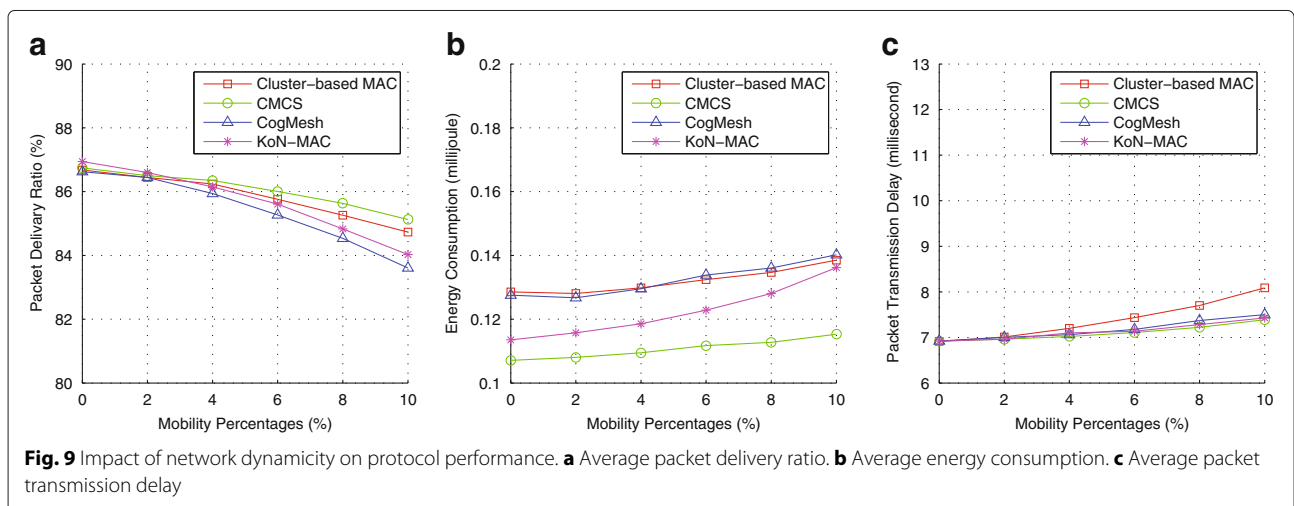 a
90
88
86
84
82
80
Packet Delivary Ratio (%)
Cluster-based MAC
CMCS
CogMesh
KoN-MAC
0 2 4 6 8 10
Mobility Percentages (%)
b
0.2
0.18
0.16
0.14
0.12
0.1
Energy Consumption (millijoule)
Cluster-based MAC
CMCS
CogMesh
KoN-MAC
0 2 4 6 8 10
Mobility Percentages (%)
c
13
12
11
10
9
8
7
6
Packet Transmission Delay (millisecond)
Cluster-based MAC
CMCS
CogMesh
KoN-MAC
0 2 4 6 8 10
Mobility Percentages (%)
Fig. 9 Impact of network dynamicity on protocol performance. a Average packet delivery ratio. b Average energy consumption. c Average packet
transmission delay